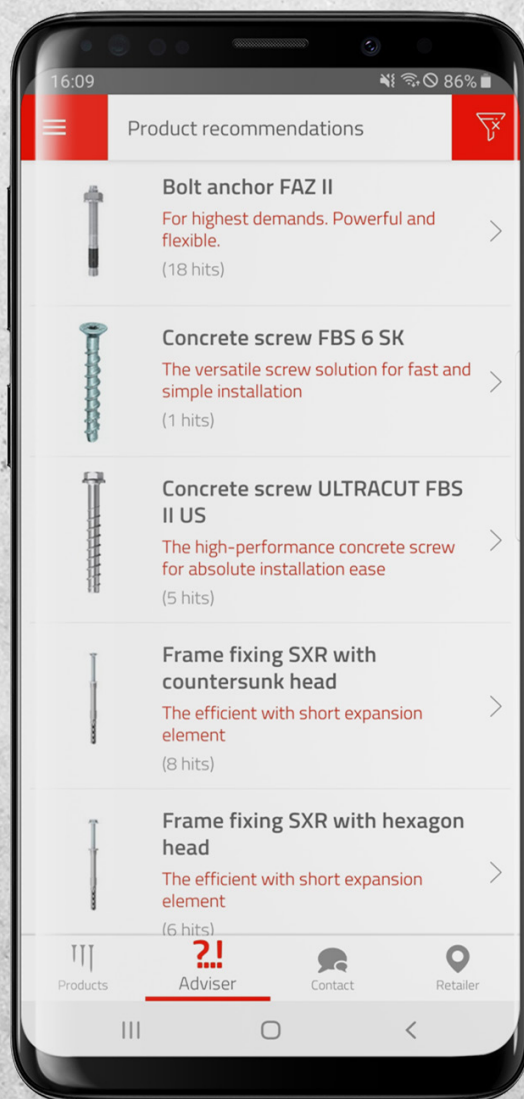 16:09
86%
Product recommendations
Bolt anchor FAZ II
For highest demands. Powerful and
flexible.
(18 hits)
Concrete screw FBS 6 SK
The versatile screw solution for fast and
simple installation
(1 hits)
Concrete screw ULTRACUT FBS
II US
The high-performance concrete screw
for absolute installation ease
(5 hits)
Frame fixing SXR with
countersunk head
The efficient with short expansion
element
(8 hits)
Frame fixing SXR with hexagon
head
The efficient with short expansion
element
(6 hits)
?...!
Products
Adviser
Contact
Retailer